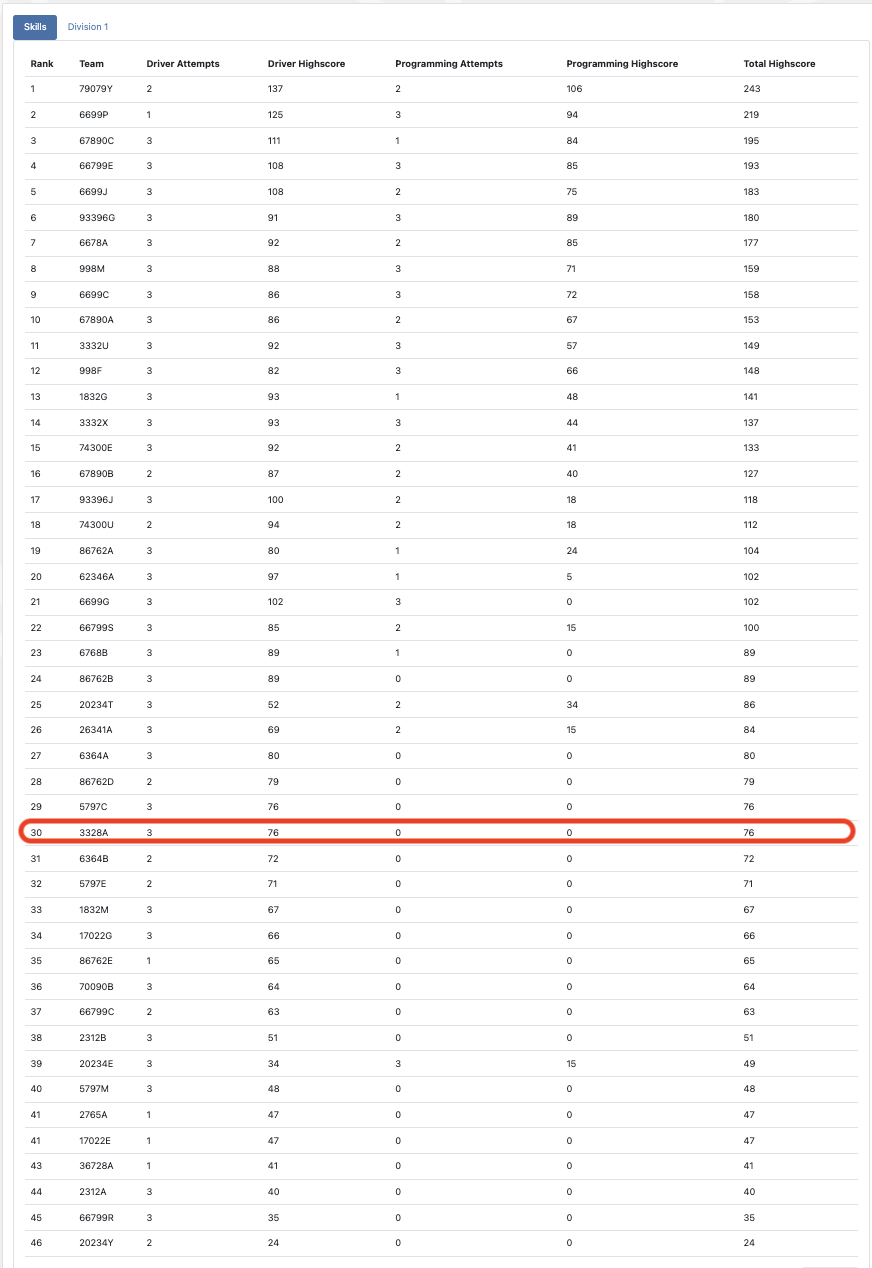 Skills Division 1
Rank Team Driver Attempts Driver Highscore Programming Attempts Programming Highscore Total Highscore
1 79079Y 2 137 2 106 243
2 6699P 1 125 3 94 219
3 67890C 3 111 1 84 195
4 66799E 3 108 3 85 193
5 6699J 3 108 2 75 183
6 93396G 3 91 3 89 180
7 6678A 3 92 2 85 177
8 998M 3 88 3 71 159
9 6699C 3 86 3 72 158
10 67890A 3 86 2 67 153
11 3332U 3 92 3 57 149
12 998F 3 82 3 66 148
13 1832G 3 93 1 48 141
14 3332X 3 93 3 44 137
15 74300E 3 92 2 41 133
16 67890B 2 87 2 40 127
17 93396J 3 100 2 18 118
18 74300U 2 94 2 18 112
19 86762A 3 80 1 24 104
20 62346A 3 97 1 5 102
21 6699G 3 102 3 0 102
22 66799S 3 85 2 15 100
23 6768B 3 89 1 0 89
24 86762B 3 89 0 0 89
25 20234T 3 52 2 34 86
26 26341A 3 69 2 15 84
27 6364A 3 80 0 0 80
28 86762D 2 79 0 0 79
29 5797C 3 76 0 0 76
30 3328A 3 76 0 0 76
31 6364B 2 72 0 0 72
32 5797E 2 71 0 0 71
33 1832M 3 67 0 0 67
34 17022G 3 66 0 0 66
35 86762E 1 65 0 0 65
36 70090B 3 64 0 0 64
37 66799C 2 63 0 0 63
38 2312B 3 51 0 0 51
39 20234E 3 34 3 15 49
40 5797M 3 48 0 0 48
41 2765A 1 47 0 0 47
41 17022E 1 47 0 0 47
43 36728A 1 41 0 0 41
44 2312A 3 40 0 0 40
45 66799R 3 35 0 0 35
46 20234Y 2 24 0 0 24